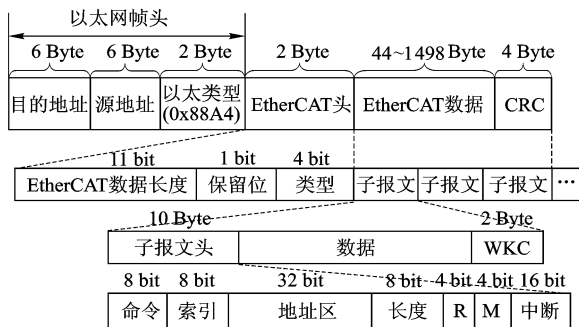 以太网帧头
6 Byte 6 Byte 2 Byte 2 Byte 44~1498 Byte 4 Byte
目的地址 源地址 以太类型 (0x88A4) EtherCAT头 EtherCAT数据 CRC
11 bit 1 bit 4 bit
EtherCAT数据长度 保留位 类型 子报文 子报文 子报文 …
10 Byte 2 Byte
子报文头 数据 WKC
8 bit 8 bit 32 bit 8 bit 4 bit 4 bit 16 bit
命令 索引 地址区 长度 R M 中断